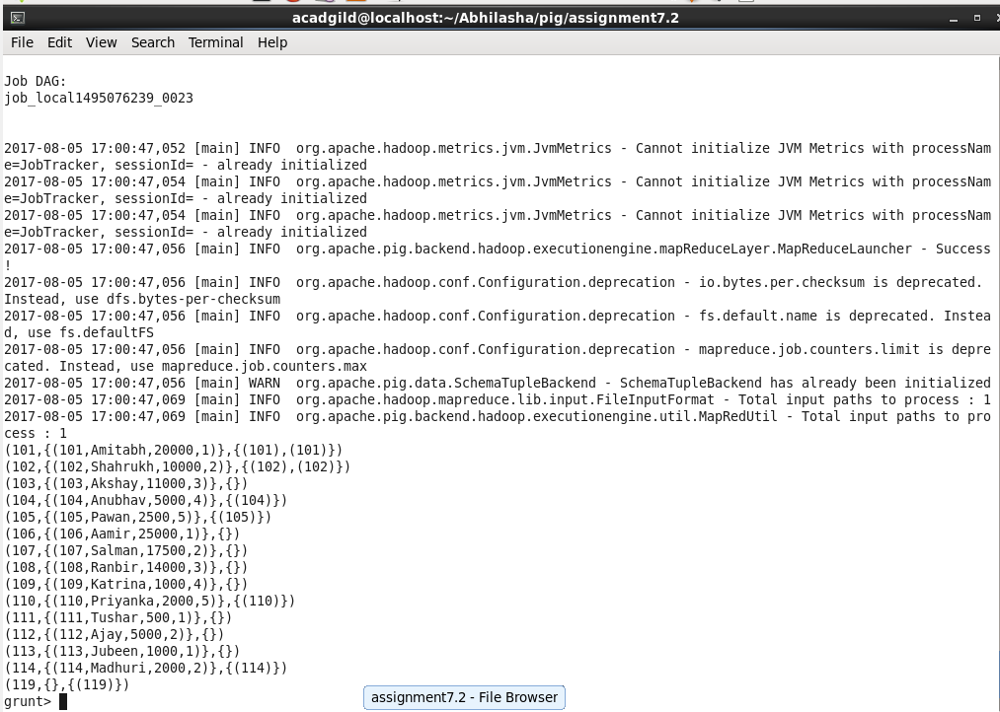 acadgild@localhost:~/Abhilasha/pig/assignment7.2
File Edit View Search Terminal Help
Job DAG:
job_local1495076239_0023
2017-08-05 17:00:47,052 [main] INFO  org.apache.hadoop.metrics.jvm.JvmMetrics - Cannot initialize JVM Metrics with processNam
e=JobTracker, sessionId= - already initialized
2017-08-05 17:00:47,054 [main] INFO  org.apache.hadoop.metrics.jvm.JvmMetrics - Cannot initialize JVM Metrics with processNam
e=JobTracker, sessionId= - already initialized
2017-08-05 17:00:47,054 [main] INFO  org.apache.hadoop.metrics.jvm.JvmMetrics - Cannot initialize JVM Metrics with processNam
e=JobTracker, sessionId= - already initialized
2017-08-05 17:00:47,056 [main] INFO  org.apache.pig.backend.hadoop.executionengine.mapReduceLayer.MapReduceLauncher - Success
!
2017-08-05 17:00:47,056 [main] INFO  org.apache.hadoop.conf.Configuration.deprecation - io.bytes.per.checksum is deprecated.
Instead, use dfs.bytes-per-checksum
2017-08-05 17:00:47,056 [main] INFO  org.apache.hadoop.conf.Configuration.deprecation - fs.default.name is deprecated. Instea
d, use fs.defaultFS
2017-08-05 17:00:47,056 [main] INFO  org.apache.hadoop.conf.Configuration.deprecation - mapreduce.job.counters.limit is depre
cated. Instead, use mapreduce.job.counters.max
2017-08-05 17:00:47,056 [main] WARN  org.apache.pig.data.SchemaTupleBackend - SchemaTupleBackend has already been initialized
2017-08-05 17:00:47,069 [main] INFO  org.apache.hadoop.mapreduce.lib.input.FileInputFormat - Total input paths to process : 1
2017-08-05 17:00:47,069 [main] INFO  org.apache.pig.backend.hadoop.executionengine.util.MapRedUtil - Total input paths to pro
cess : 1
(101,{(101,Amitabh,20000,1)},{(101),(101)})
(102,{(102,Shahrukh,10000,2)},{(102),(102)})
(103,{(103,Akshay,11000,3)},{})
(104,{(104,Anubhav,5000,4)},{(104)})
(105,{(105,Pawan,2500,5)},{(105)})
(106,{(106,Aamir,25000,1)},{})
(107,{(107,Salman,17500,2)},{})
(108,{(108,Ranbir,14000,3)},{})
(109,{(109,Katrina,1000,4)},{})
(110,{(110,Priyanka,2000,5)},{(110)})
(111,{(111,Tushar,500,1)},{})
(112,{(112,Ajay,5000,2)},{})
(113,{(113,Jubeen,1000,1)},{})
(114,{(114,Madhuri,2000,2)},{(114)})
(119,{},{(119)})
grunt>
assignment7.2 - File Browser